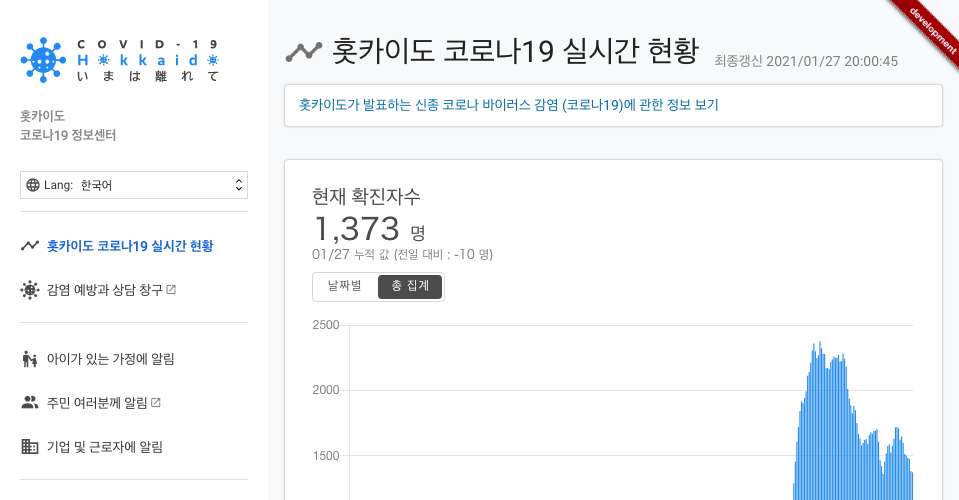 COVID-19
Hokkaido
いまは離れて
홋카이도
코로나19 정보센터
Lang: 한국어
홋카이도 코로나19 실시간 현황
감염 예방과 상담 창구
아이가 있는 가정에 알림
주민 여러분께 알림
기업 및 근로자에 알림
홋카이도 코로나19 실시간 현황
최종갱신 2021/01/27 20:00:45
development
홋카이도가 발표하는 신종 코로나 바이러스 감염 (코로나19)에 관한 정보 보기
현재 확진자수
1,373 명
01/27 누적 값 (전일 대비 : -10 명)
날짜별 총 집계
2500
2000
1500